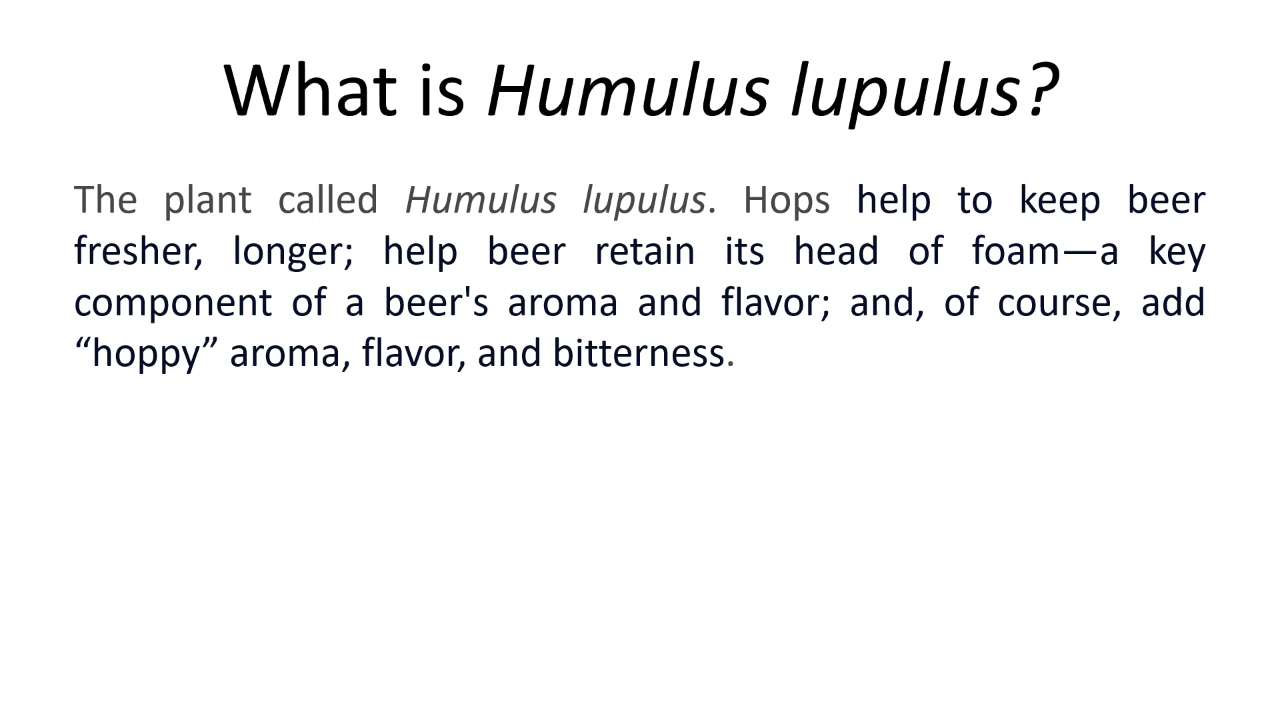 What is Humulus lupulus?
The plant called Humulus lupulus. Hops help to keep beer
fresher, longer; help beer retain its head of foam—a key
component of a beer's aroma and flavor; and, of course, add
“hoppy” aroma, flavor, and bitterness.